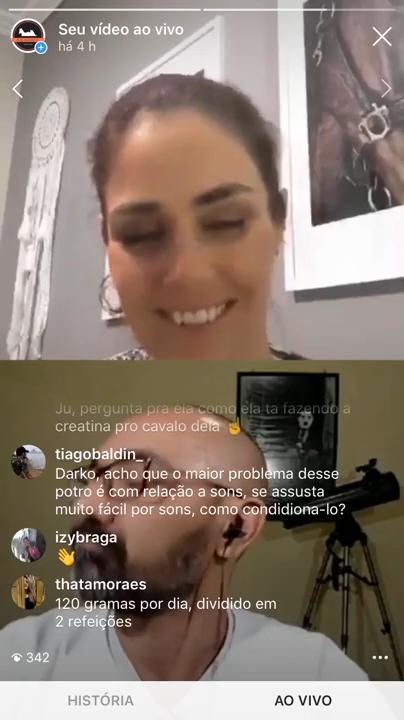 Seu vídeo ao vivo
há 4 h
Ju, pergunta pra ela como ela ta fazendo a
creatina pro cavalo dela ☝️
tiagobaldin_
Darko, acho que o maior problema desse
potro é com relação a sons, se assusta
muito fácil por sons, como condiciona-lo?
izybraga
👋
thatamoraes
120 gramas por dia, dividido em
2 refeições
342
HISTÓRIA
AO VIVO